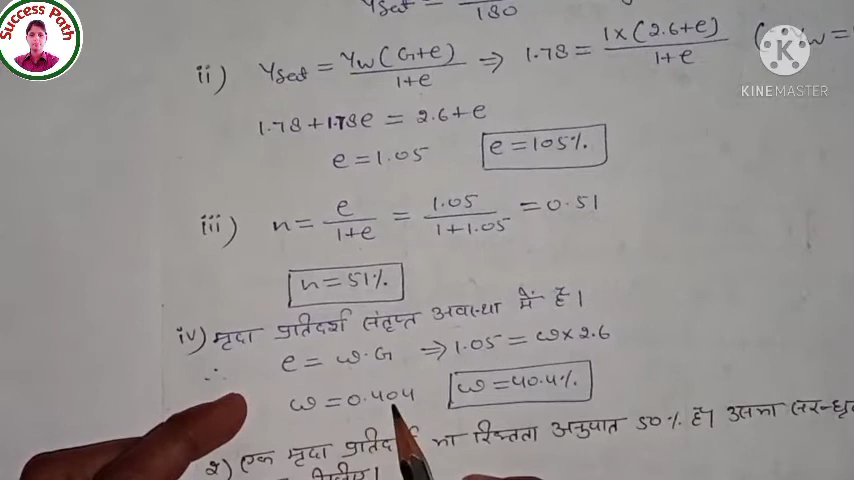 Success Path
γsat =
180
ii) γsat = γw (G+e) / 1+e ⇒ 1.78 = 1×(2.6+e) / 1+e
KINEMASTER
1.78+1.78e = 2.6+e
e = 1.05 e = 105%.
iii) n = e / 1+e = 1.05 / 1+1.05 = 0.51
n = 51%
iv) मृदा प्रतिदर्श संतृप्त अवस्था में है।
∴ e = ω.G ⇒ 1.05 = ω×2.6
ω = 0.404 ω = 40.4%
2) एक मृदा का रिक्तता अनुपात 50% है। उसका